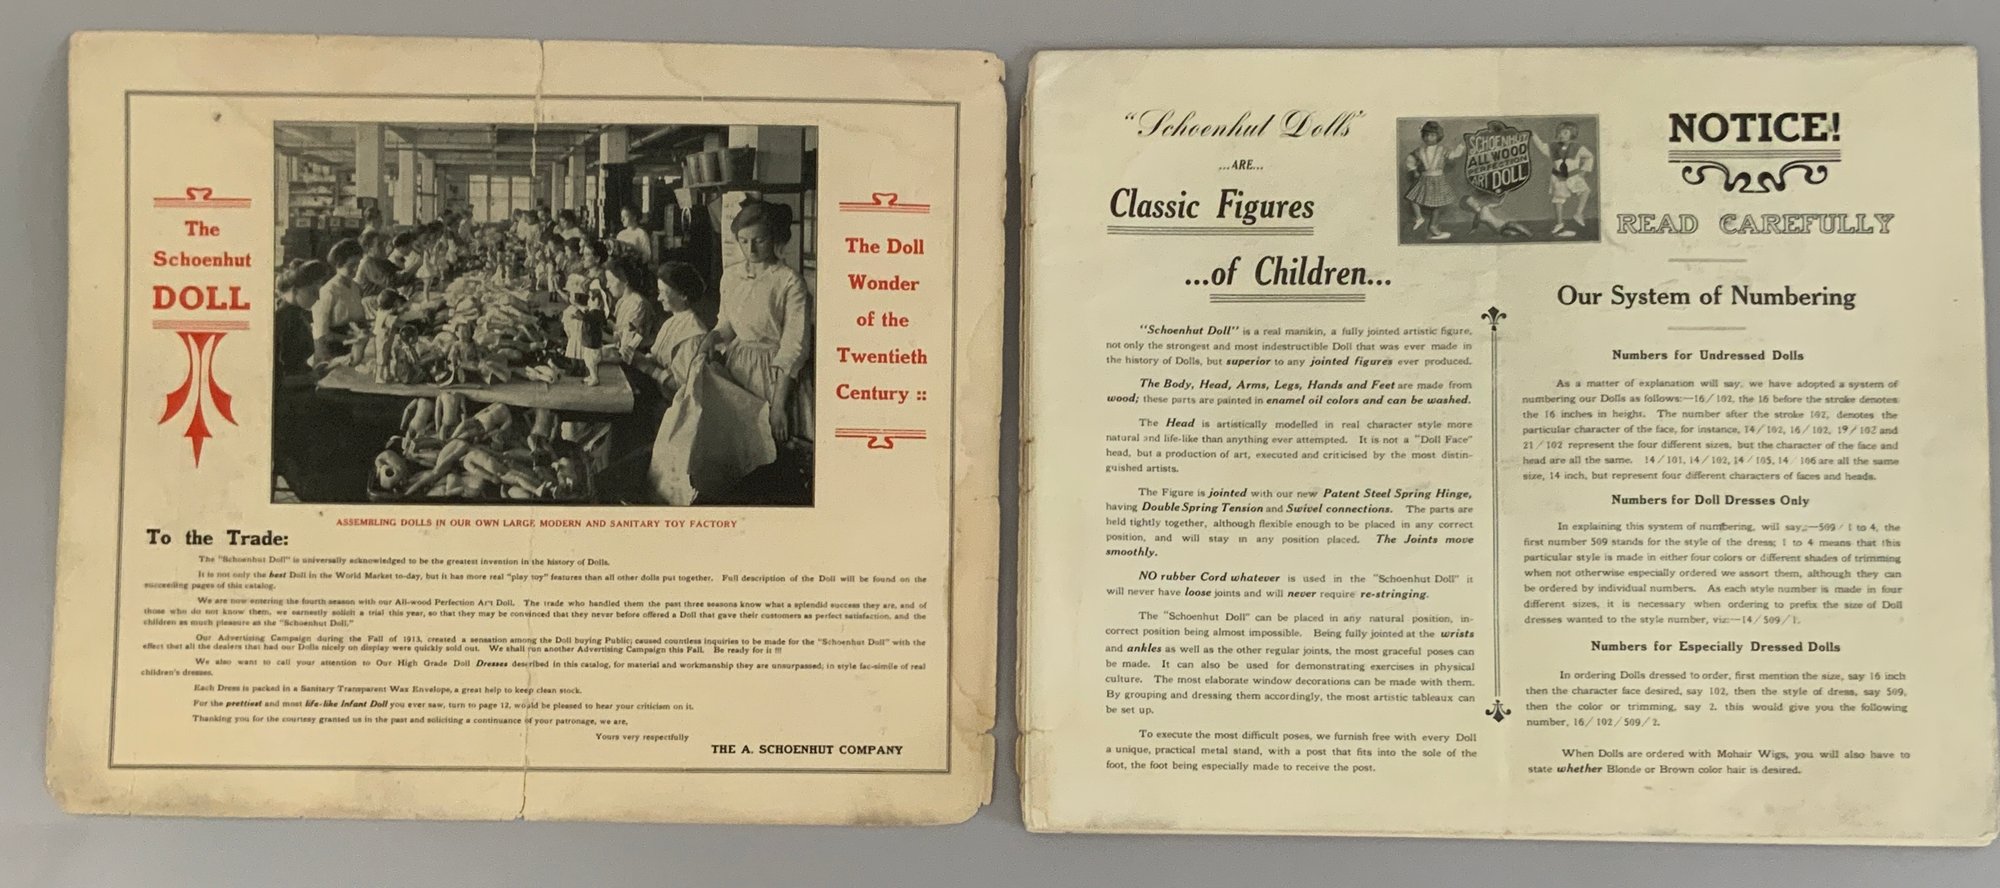 The
Schoenhut
DOLL
The Doll
Wonder
of the
Twentieth
Century ::
ASSEMBLING DOLLS IN OUR OWN LARGE MODERN AND SANITARY TOY FACTORY
To the Trade:
The "Schoenhut Doll" is universally acknowledged to be the greatest invention in the history of Dolls.
It is not only the best Doll in the World Market to-day, but it has more real "play toy" features than all other dolls put together. Full description of the Doll will be found on the
succeeding pages of this catalog.
We are now entering the fourth season with our All-wood Perfection Art Doll. The trade who handled them the past three seasons know what a splendid success they are, and of
those who do not know them, we earnestly solicit a trial this year, so that they may be convinced that they never before offered a Doll that gave their customers as perfect satisfaction, and the
children as much pleasure as the "Schoenhut Doll."
Our Advertising Campaign during the Fall of 1913, created a sensation among the Doll buying Public; caused countless inquiries to be made for the "Schoenhut Doll" with the
effect that all the dealers that had our Dolls nicely on display were quickly sold out. We shall run another Advertising Campaign this Fall. Be ready for it !!!
We also want to call your attention to Our High Grade Doll Dresses described in this catalog, for material and workmanship they are unsurpassed; in style fac-simile of real
children's dresses.
Each Dress is packed in a Sanitary Transparent Wax Envelope, a great help to keep clean stock.
For the prettiest and most life-like Infant Doll you ever saw, turn to page 12, would be pleased to hear your criticism on it.
Thanking you for the courtesy granted us in the past and soliciting a continuance of your patronage, we are,
Yours very respectfully
THE A. SCHOENHUT COMPANY
"Schoenhut Dolls"
...ARE...
Classic Figures
...of Children...
"Schoenhut Doll" is a real manikin, a fully jointed artistic figure,
not only the strongest and most indestructible Doll that was ever made in
the history of Dolls, but superior to any jointed figures ever produced.
The Body, Head, Arms, Legs, Hands and Feet are made from
wood; these parts are painted in enamel oil colors and can be washed.
The Head is artistically modelled in real character style more
natural and life-like than anything ever attempted. It is not a "Doll Face"
head, but a production of art, executed and criticised by the most distin-
guished artists.
The Figure is jointed with our new Patent Steel Spring Hinge,
having Double Spring Tension and Swivel connections. The parts are
held tightly together, although flexible enough to be placed in any correct
position, and will stay in any position placed. The Joints move
smoothly.
NO rubber Cord whatever is used in the "Schoenhut Doll" it
will never have loose joints and will never require re-stringing.
The "Schoenhut Doll" can be placed in any natural position, in-
correct position being almost impossible. Being fully jointed at the wrists
and ankles as well as the other regular joints, the most graceful poses can
be made. It can also be used for demonstrating exercises in physical
culture. The most elaborate window decorations can be made with them.
By grouping and dressing them accordingly, the most artistic tableaux can
be set up.
To execute the most difficult poses, we furnish free with every Doll
a unique, practical metal stand, with a post that fits into the sole of the
foot, the foot being especially made to receive the post.
SCHOENHUT
ALL WOOD
PERFECTION
ART DOLL
NOTICE!
READ CAREFULLY
Our System of Numbering
Numbers for Undressed Dolls
As a matter of explanation will say, we have adopted a system of
numbering our Dolls as follows:—16/102, the 16 before the stroke denotes
the 16 inches in height. The number after the stroke 102, denotes the
particular character of the face, for instance, 14/102, 16/102, 19/102 and
21/102 represent the four different sizes, but the character of the face and
head are all the same. 14/101, 14/102, 14/105, 14/106 are all the same
size, 14 inch, but represent four different characters of faces and heads.
Numbers for Doll Dresses Only
In explaining this system of numbering, will say,:—509/1 to 4, the
first number 509 stands for the style of the dress; 1 to 4 means that this
particular style is made in either four colors or different shades of trimming
when not otherwise especially ordered we assort them, although they can
be ordered by individual numbers. As each style number is made in four
different sizes, it is necessary when ordering to prefix the size of Doll
dresses wanted to the style number, viz:—14/509/1.
Numbers for Especially Dressed Dolls
In ordering Dolls dressed to order, first mention the size, say 16 inch
then the character face desired, say 102, then the style of dress, say 509,
then the color or trimming, say 2. this would give you the following
number, 16/102/509/2.
When Dolls are ordered with Mohair Wigs, you will also have to
state whether Blonde or Brown color hair is desired.